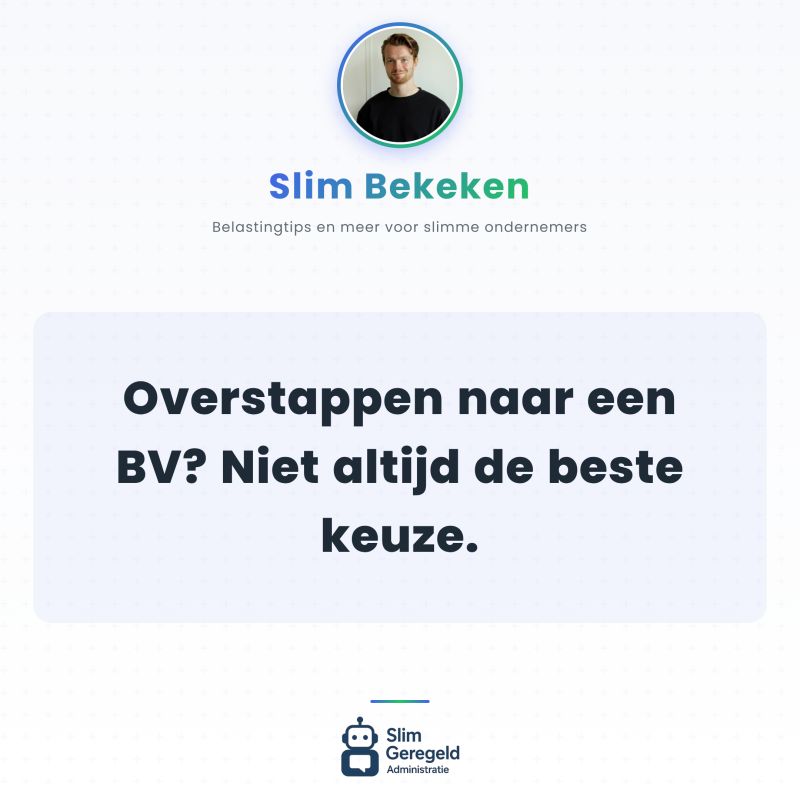 Slim Bekeken
Belastingtips en meer voor slimme ondernemers
Overstappen naar een
BV? Niet altijd de beste
keuze.
Slim
Geregeld
Administratie